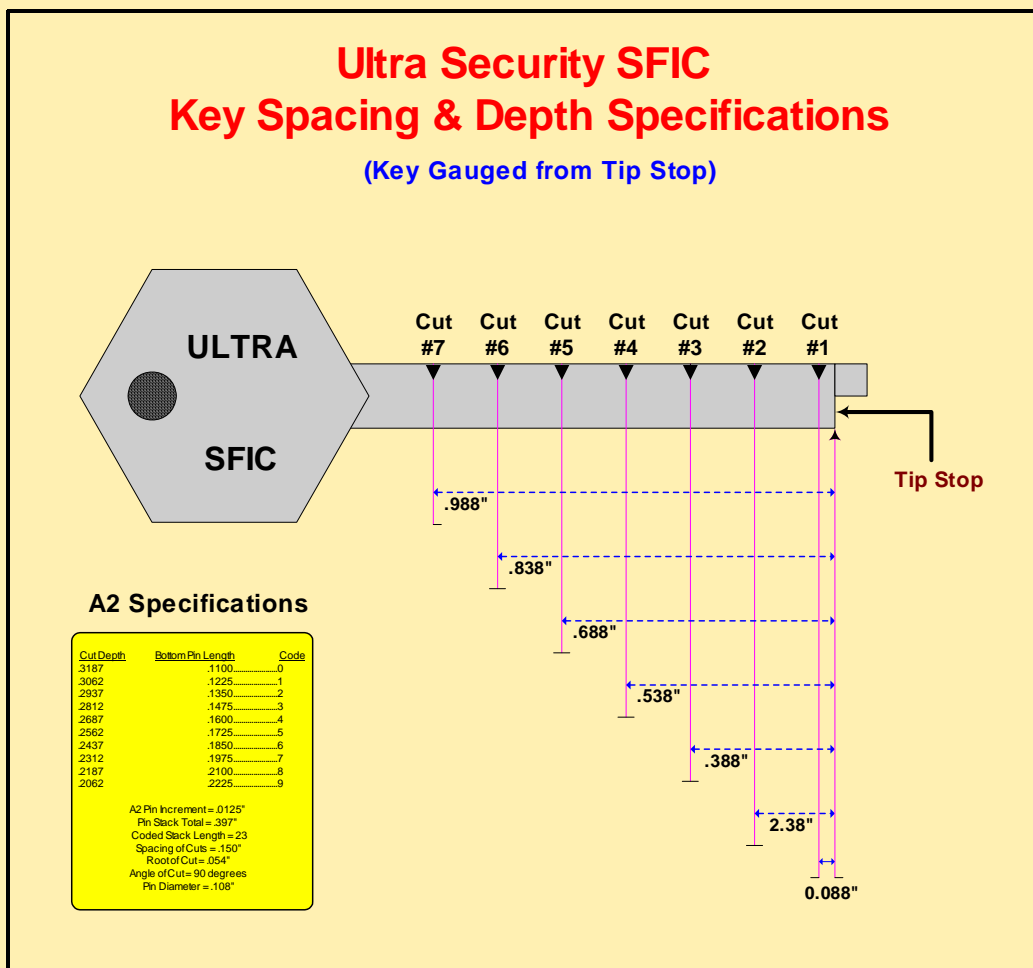 Ultra Security SFIC
Key Spacing & Depth Specifications
(Key Gauged from Tip Stop)
Cut #7
Cut #6
Cut #5
Cut #4
Cut #3
Cut #2
Cut #1
ULTRA
SFIC
Tip Stop
.988"
.838"
.688"
.538"
.388"
2.38"
0.088"
A2 Specifications
Cut Depth Bottom Pin Length Code
.3187 .1100......................0
.3062 .1225......................1
.2937 .1350......................2
.2812 .1475......................3
.2687 .1600......................4
.2562 .1725......................5
.2437 .1850......................6
.2312 .1975......................7
.2187 .2100......................8
.2062 .2225......................9
A2 Pin Increment = .0125"
Pin Stack Total = .397"
Coded Stack Length = 23
Spacing of Cuts = .150"
Root of Cut = .054"
Angle of Cut = 90 degrees
Pin Diameter = .108"